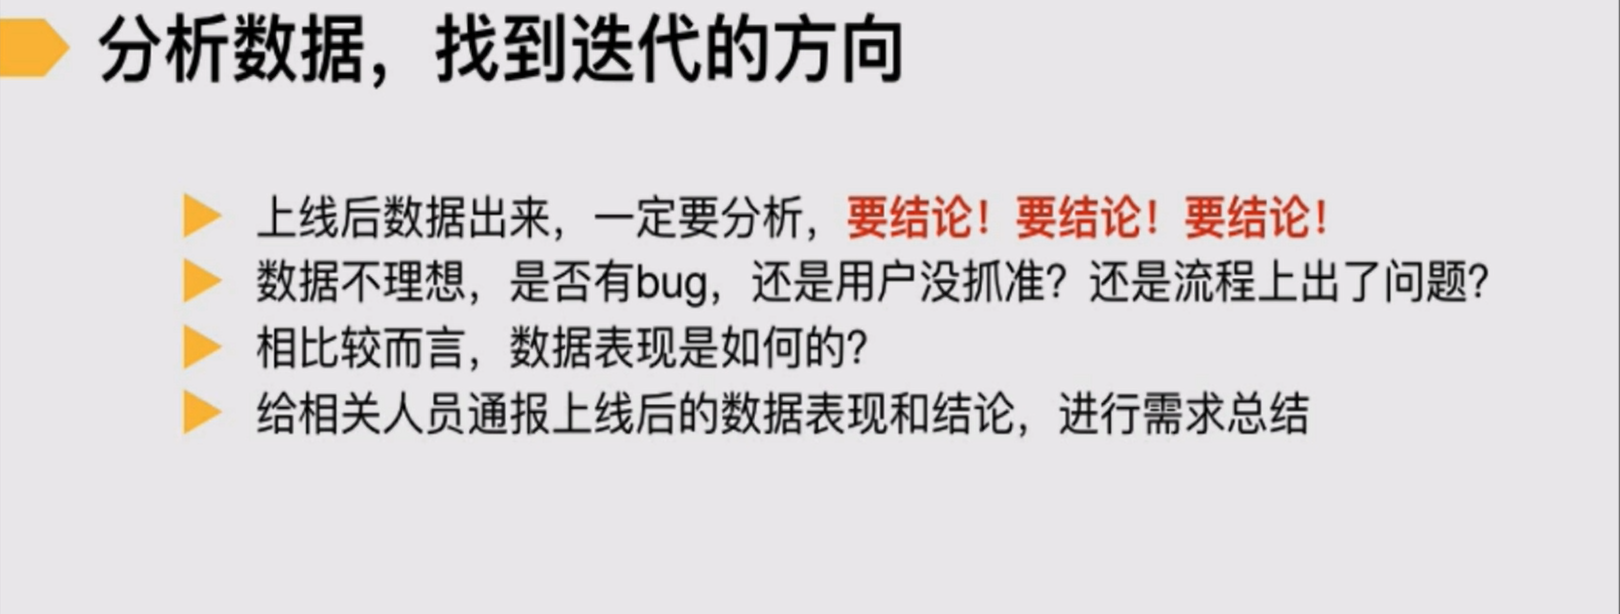 分析数据，找到迭代的方向
上线后数据出来，一定要分析，要结论！要结论！要结论！
数据不理想，是否有bug，还是用户没抓准？还是流程上出了问题？
相比较而言，数据表现是如何的？
给相关人员通报上线后的数据表现和结论，进行需求总结